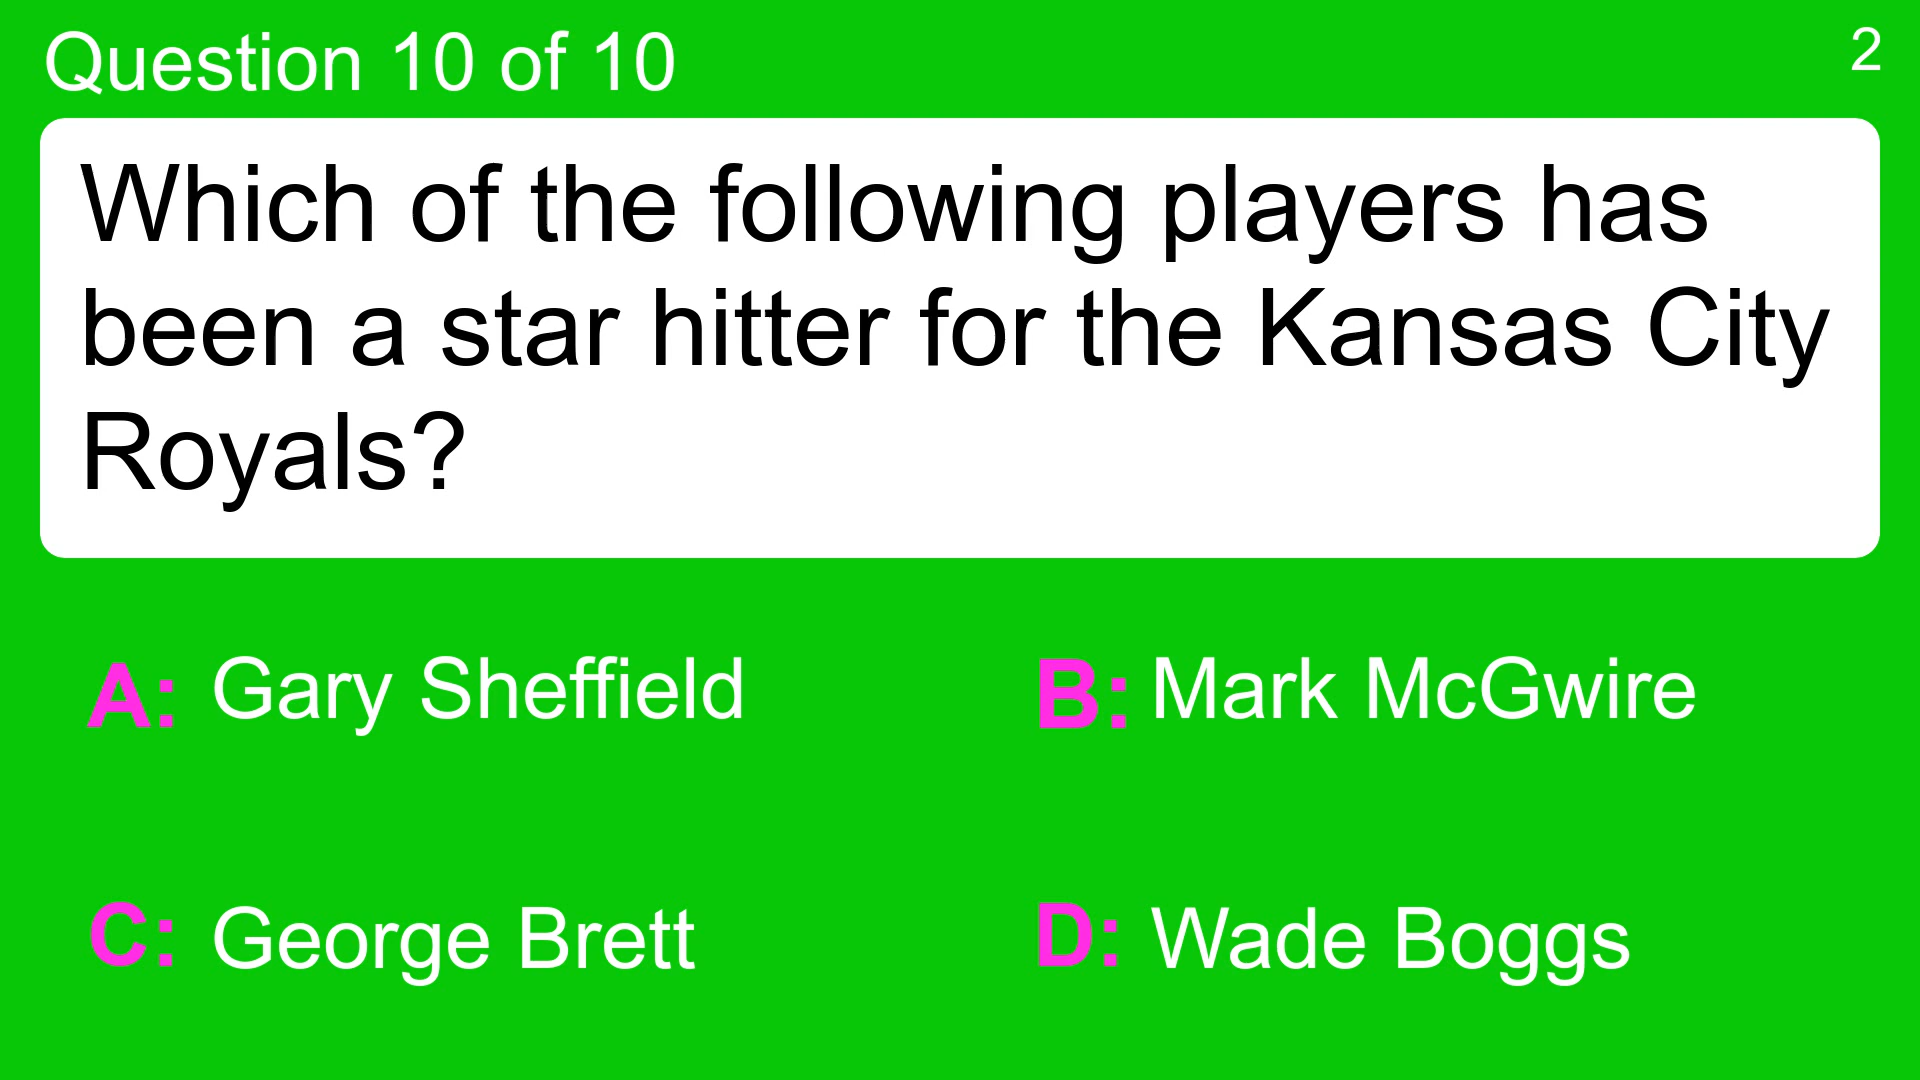 Question 10 of 10
2
Which of the following players has
been a star hitter for the Kansas City
Royals?
A: Gary Sheffield
B: Mark McGwire
C: George Brett
D: Wade Boggs